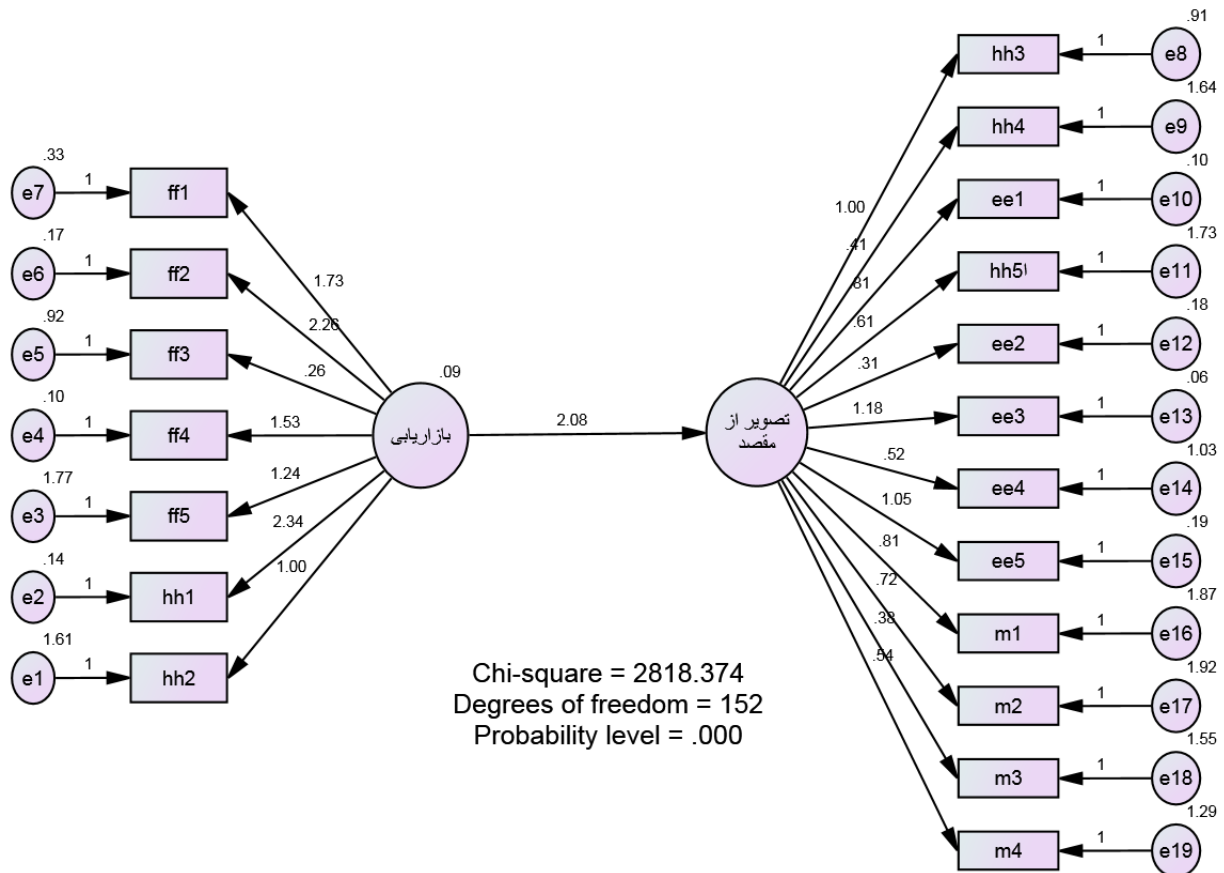 .33
e7
1
ff1
.17
e6
1
ff2
.92
e5
1
ff3
.10
e4
1
ff4
1.77
e3
1
ff5
.14
e2
1
hh1
1.61
e1
1
hh2
1.73
2.26
.26
1.53
1.24
2.34
1.00
.09
بازاریابی
2.08
تصویر از
مقصد
1.00
.41
.81
.61
.31
1.18
.52
1.05
.81
.72
.38
.54
hh3
1
e8
.91
hh4
1
e9
1.64
ee1
1
e10
.10
hh5ا
1
e11
1.73
ee2
1
e12
.18
ee3
1
e13
.06
ee4
1
e14
1.03
ee5
1
e15
.19
m1
1
e16
1.87
m2
1
e17
1.92
m3
1
e18
1.55
m4
1
e19
1.29
Chi-square = 2818.374
Degrees of freedom = 152
Probability level = .000